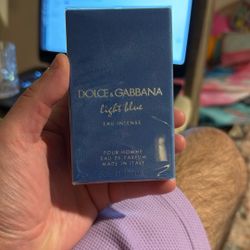 DOLCE & GABBANA
light blue
EAU INTENSE
POUR HOMME
EAU DE PARFUM
MADE IN ITALY